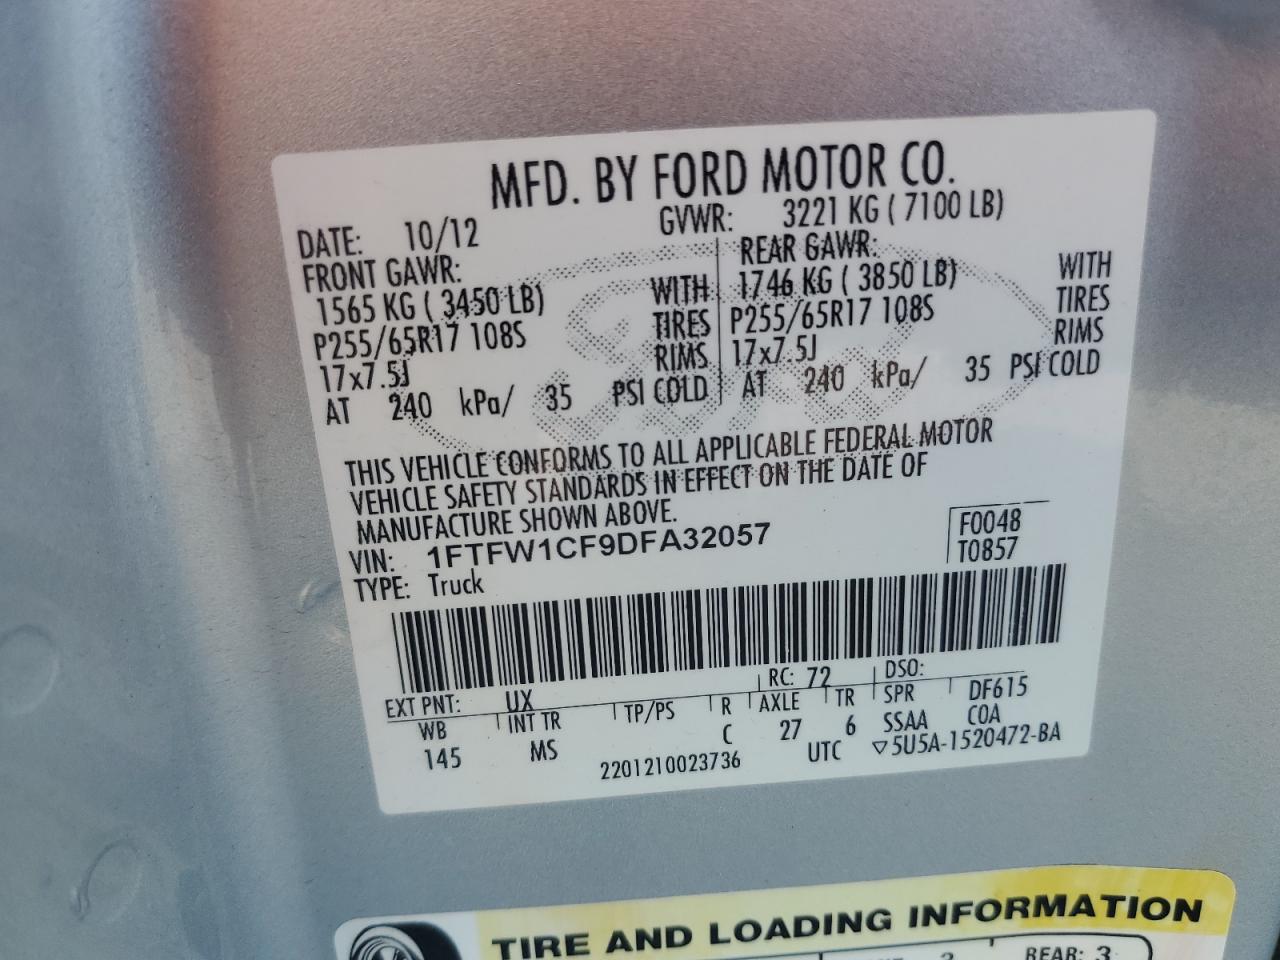 MFD. BY FORD MOTOR CO.
DATE: 10/12 GVWR: 3221 KG ( 7100 LB)
FRONT GAWR: REAR GAWR:
1565 KG ( 3450 LB) WITH 1746 KG ( 3850 LB) WITH
P255/65R17 108S TIRES P255/65R17 108S TIRES
17x7.5J RIMS 17x7.5J RIMS
AT 240 kPa/ 35 PSI COLD AT 240 kPa/ 35 PSI COLD
THIS VEHICLE CONFORMS TO ALL APPLICABLE FEDERAL MOTOR
VEHICLE SAFETY STANDARDS IN EFFECT ON THE DATE OF
MANUFACTURE SHOWN ABOVE.
VIN: 1FTFW1CF9DFA32057 F0048
TYPE: Truck T0857
EXT PNT: UX RC: 72 DSO:
WB INT TR TP/PS R AXLE TR SPR DF615
145 MS C 27 6 SSAA COA
2201210023736 UTC ▽5U5A-1520472-BA
TIRE AND LOADING INFORMATION
REAR: 3